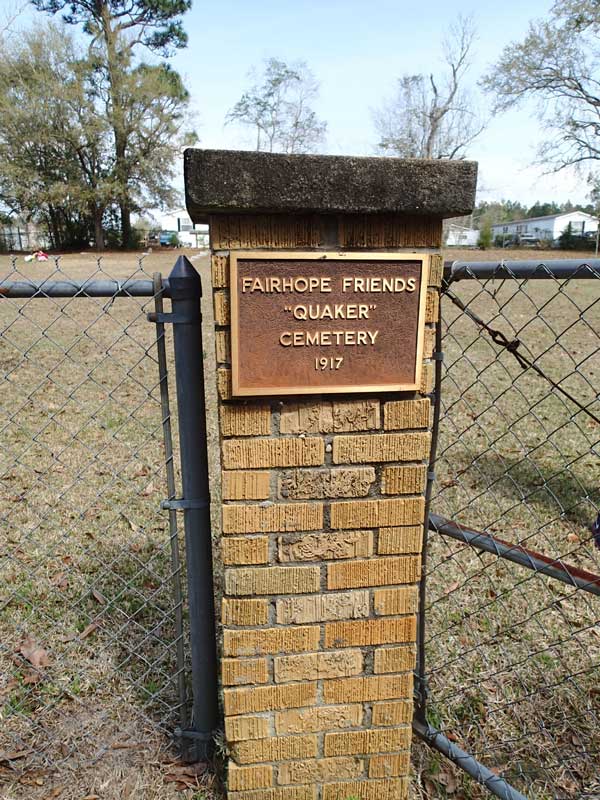 FAIRHOPE FRIENDS
"QUAKER"
CEMETERY
1917